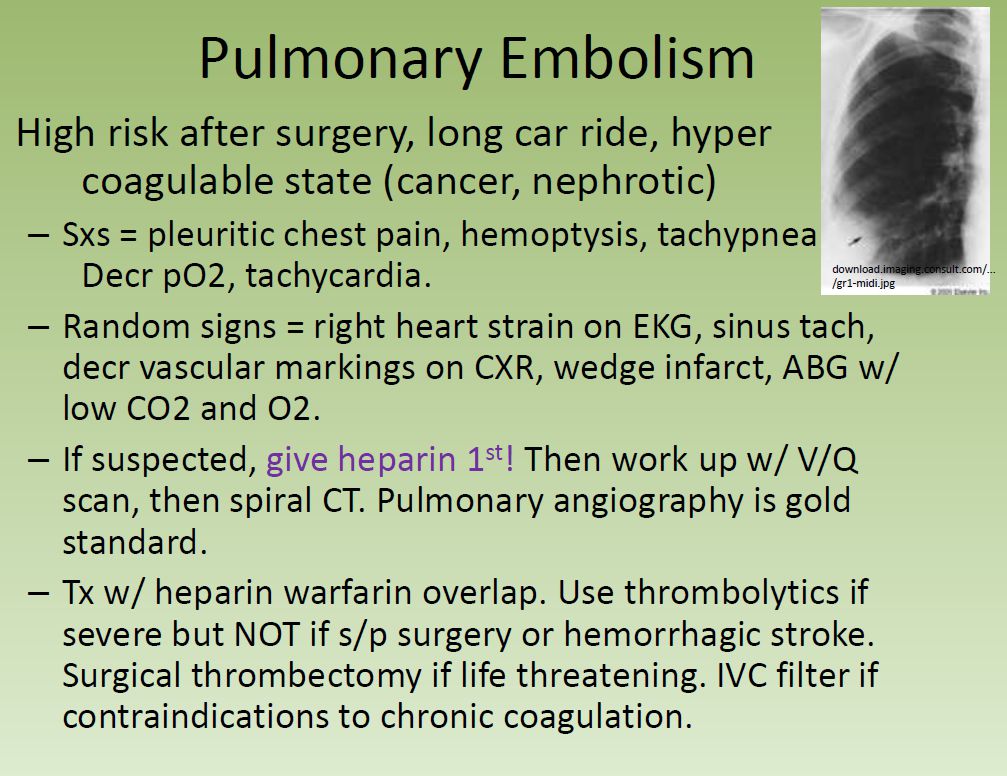 Pulmonary Embolism
High risk after surgery, long car ride, hyper
coagulable state (cancer, nephrotic)
– Sxs = pleuritic chest pain, hemoptysis, tachypnea
Decr pO2, tachycardia.
– Random signs = right heart strain on EKG, sinus tach,
decr vascular markings on CXR, wedge infarct, ABG w/
low CO2 and O2.
– If suspected, give heparin 1st! Then work up w/ V/Q
scan, then spiral CT. Pulmonary angiography is gold
standard.
– Tx w/ heparin warfarin overlap. Use thrombolytics if
severe but NOT if s/p surgery or hemorrhagic stroke.
Surgical thrombectomy if life threatening. IVC filter if
contraindications to chronic coagulation.
download.imaging.consult.com/...
/gr1-midi.jpg
© 2005 Elsevier Inc.